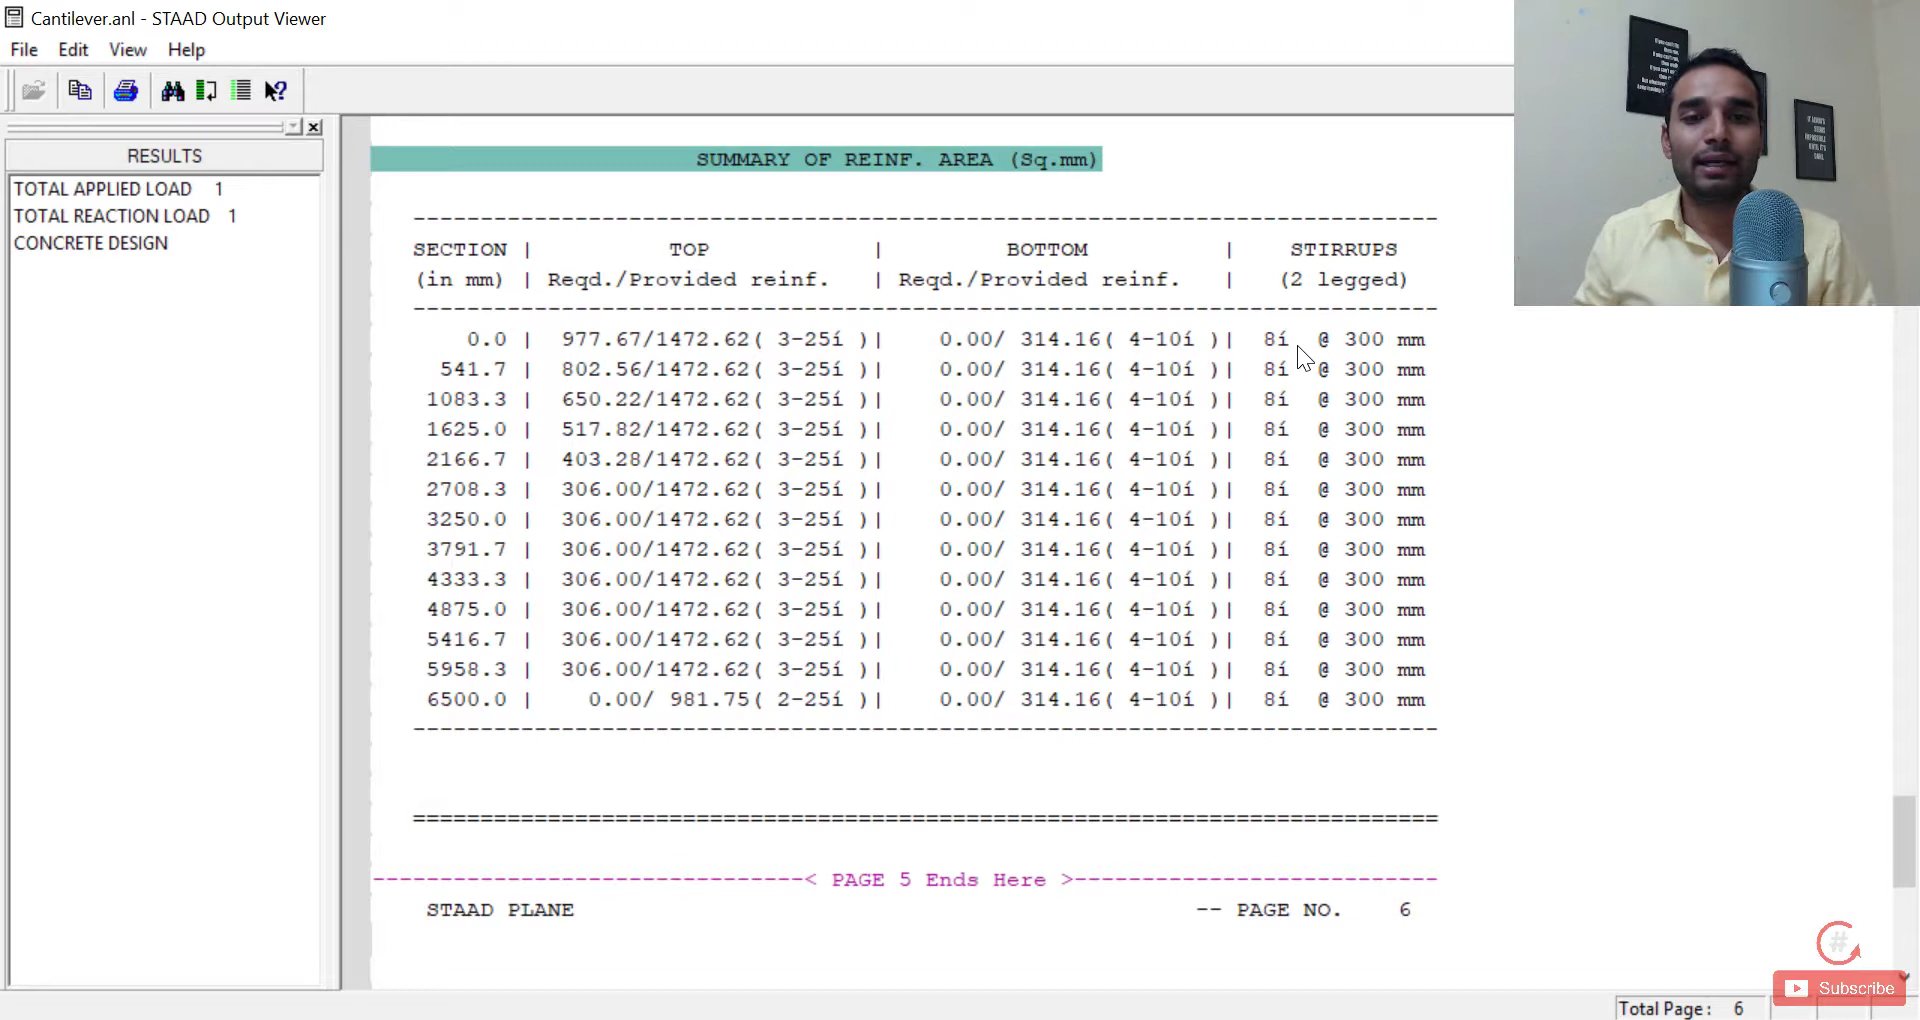 Cantilever.anl - STAAD Output Viewer
File Edit View Help
RESULTS
TOTAL APPLIED LOAD 1
TOTAL REACTION LOAD 1
CONCRETE DESIGN
SUMMARY OF REINF. AREA (Sq.mm)
----------------------------------------------------------------------------
SECTION | TOP | BOTTOM | STIRRUPS
(in mm) | Reqd./Provided reinf. | Reqd./Provided reinf. | (2 legged)
----------------------------------------------------------------------------
0.0 | 977.67/1472.62( 3-25í )| 0.00/ 314.16( 4-10í )| 8í @ 300 mm
541.7 | 802.56/1472.62( 3-25í )| 0.00/ 314.16( 4-10í )| 8í @ 300 mm
1083.3 | 650.22/1472.62( 3-25í )| 0.00/ 314.16( 4-10í )| 8í @ 300 mm
1625.0 | 517.82/1472.62( 3-25í )| 0.00/ 314.16( 4-10í )| 8í @ 300 mm
2166.7 | 403.28/1472.62( 3-25í )| 0.00/ 314.16( 4-10í )| 8í @ 300 mm
2708.3 | 306.00/1472.62( 3-25í )| 0.00/ 314.16( 4-10í )| 8í @ 300 mm
3250.0 | 306.00/1472.62( 3-25í )| 0.00/ 314.16( 4-10í )| 8í @ 300 mm
3791.7 | 306.00/1472.62( 3-25í )| 0.00/ 314.16( 4-10í )| 8í @ 300 mm
4333.3 | 306.00/1472.62( 3-25í )| 0.00/ 314.16( 4-10í )| 8í @ 300 mm
4875.0 | 306.00/1472.62( 3-25í )| 0.00/ 314.16( 4-10í )| 8í @ 300 mm
5416.7 | 306.00/1472.62( 3-25í )| 0.00/ 314.16( 4-10í )| 8í @ 300 mm
5958.3 | 306.00/1472.62( 3-25í )| 0.00/ 314.16( 4-10í )| 8í @ 300 mm
6500.0 | 0.00/ 981.75( 2-25í )| 0.00/ 314.16( 4-10í )| 8í @ 300 mm
----------------------------------------------------------------------------
============================================================================
--------------------------------< PAGE 5 Ends Here >---------------------------
STAAD PLANE -- PAGE NO. 6
#
Subscribe
Total Page: 6